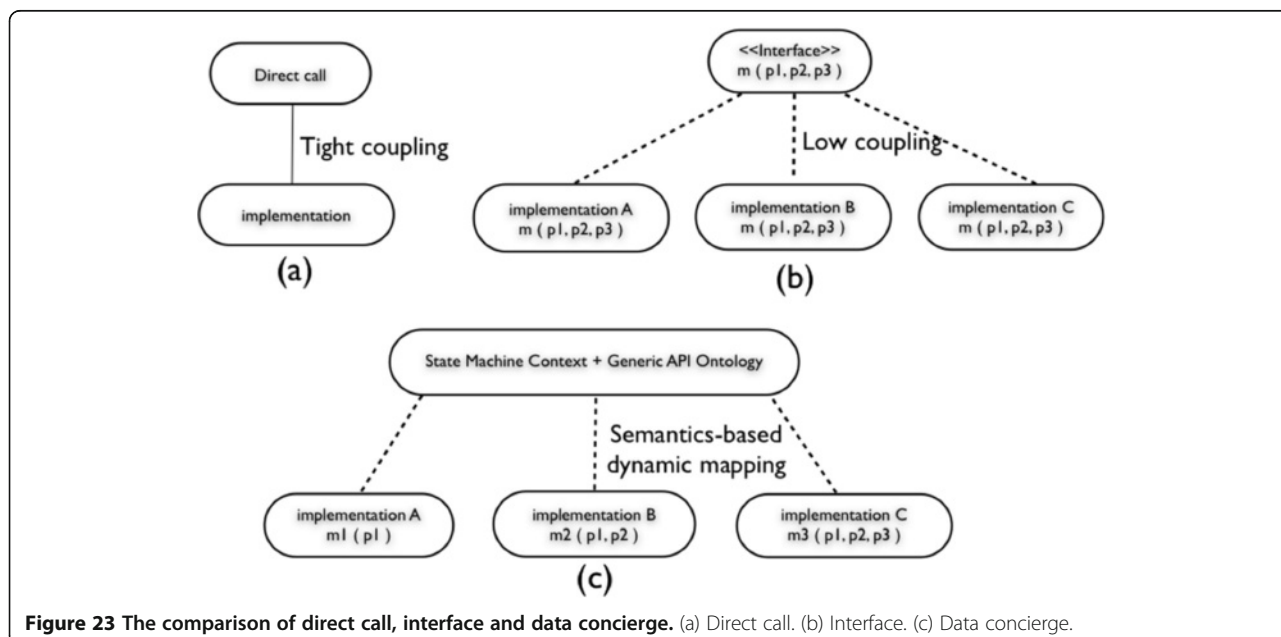 Direct call
Tight coupling
implementation
(a)
<<Interface>>
m ( p1, p2, p3 )
Low coupling
implementation A
m ( p1, p2, p3 )
implementation B
m ( p1, p2, p3 )
implementation C
m ( p1, p2, p3 )
(b)
State Machine Context + Generic API Ontology
Semantics-based
dynamic mapping
implementation A
m1 ( p1 )
implementation B
m2 ( p1, p2 )
implementation C
m3 ( p1, p2, p3 )
(c)
Figure 23 The comparison of direct call, interface and data concierge. (a) Direct call. (b) Interface. (c) Data concierge.